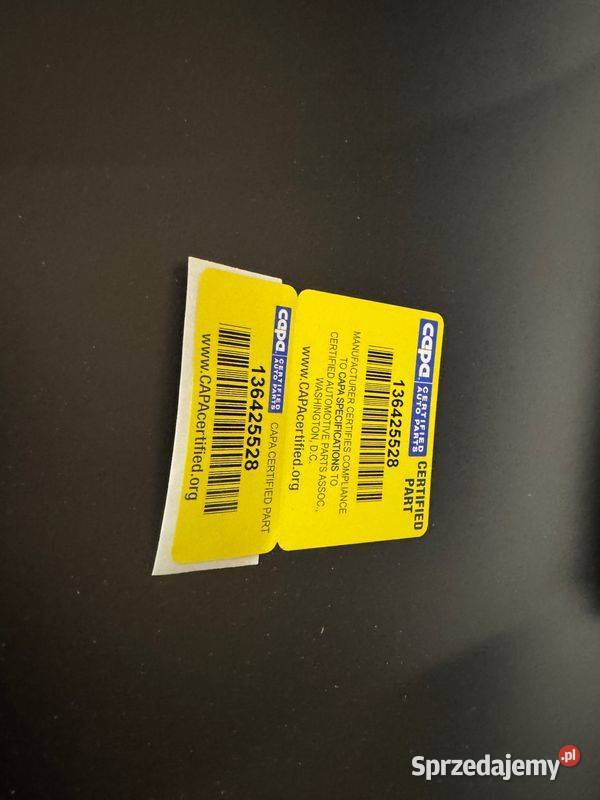 capa CERTIFIED AUTO PARTS
CERTIFIED PART
136425528
MANUFACTURER CERTIFIES COMPLIANCE
TO CAPA SPECIFICATIONS TO
CERTIFIED AUTOMOTIVE PARTS ASSOC.,
WASHINGTON, D.C.
www.CAPAcertified.org
capa CERTIFIED AUTO PARTS
CAPA CERTIFIED PART
136425528
www.CAPAcertified.org
Sprzedajemy.pl